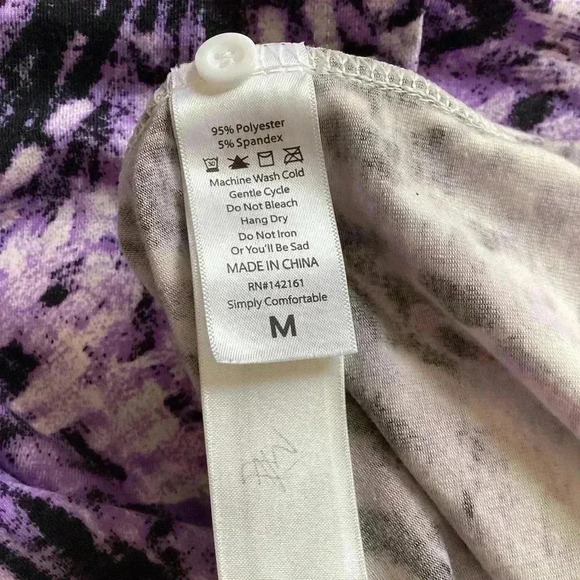 95% Polyester
5% Spandex
30
Machine Wash Cold
Gentle Cycle
Do Not Bleach
Hang Dry
Do Not Iron
Or You'll Be Sad
MADE IN CHINA
RN#142161
Simply Comfortable
M